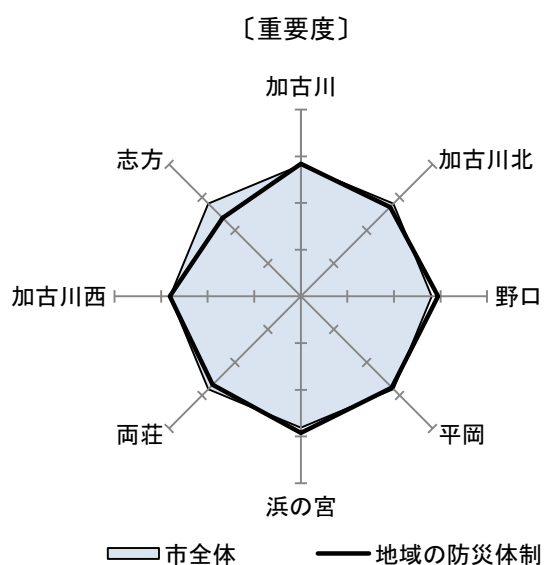 〔重要度〕
加古川
志方
加古川北
加古川西
野口
両荘
平岡
浜の宮
市全体
地域の防災体制